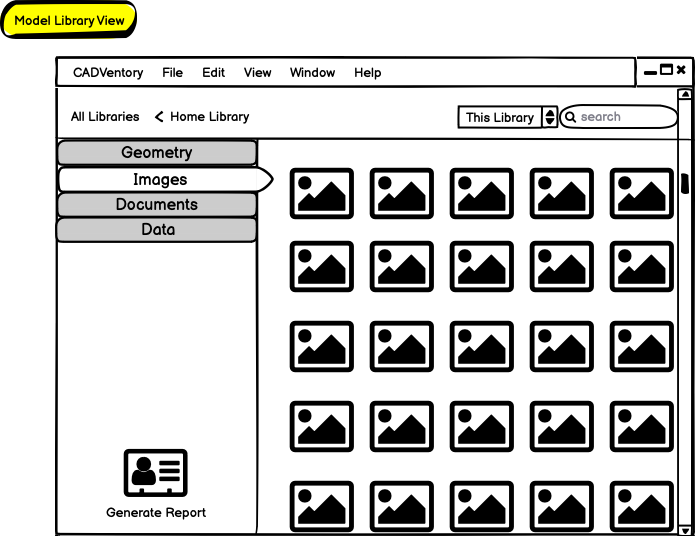 Model Library View
CADVentory File Edit View Window Help
All Libraries Home Library This Library search
Geometry
Images
Documents
Data
Generate Report